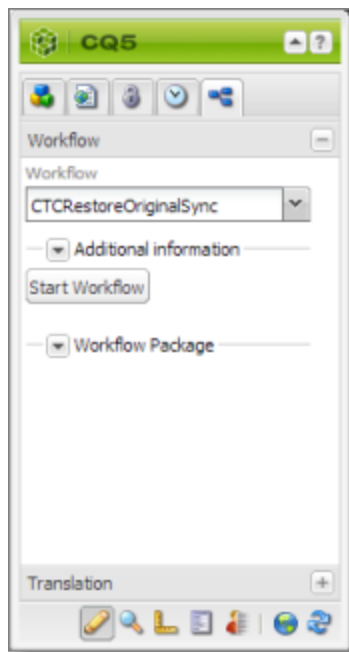 CQ5
?
Workflow
Workflow
CTCRestoreOriginalSync
Additional information
Start Workflow
Workflow Package
Translation